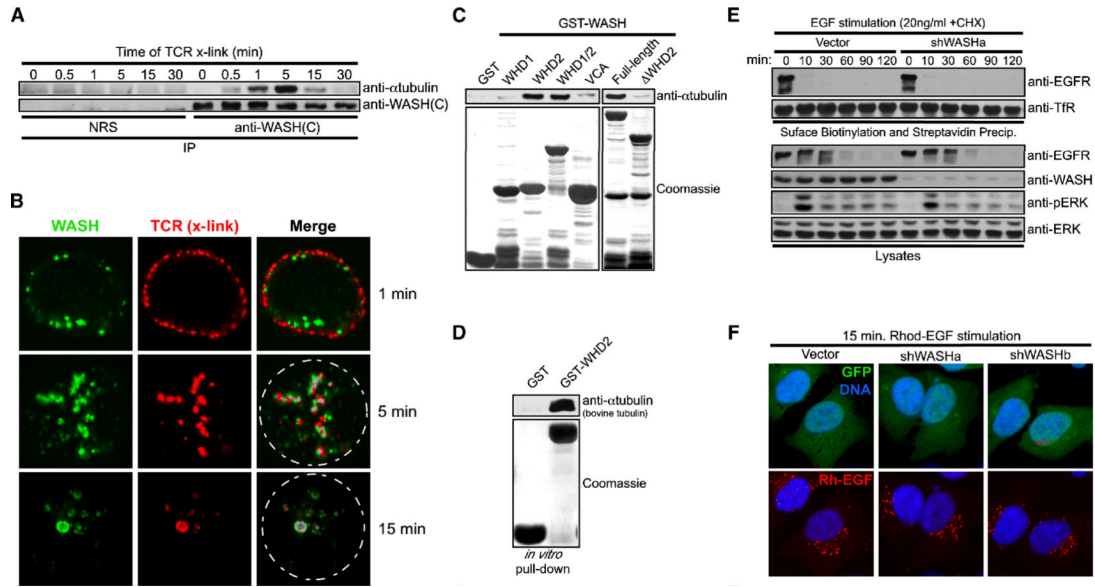 A
Time of TCR x-link (min)
0 0.5 1 5 15 30 0 0.5 1 5 15 30
anti-αtubulin
anti-WASH(C)
NRS anti-WASH(C)
IP
B
WASH TCR (x-link) Merge
1 min
5 min
15 min
C
GST-WASH
GST WHD1 WHD2 WHD1/2 VCA Full-length ΔWHD2
anti-αtubulin
Coomassie
D
GST GST-WHD2
anti-αtubulin
(bovine tubulin)
Coomassie
in vitro
pull-down
E
EGF stimulation (20ng/ml +CHX)
Vector shWASHa
min: 0 10 30 60 90 120 0 10 30 60 90 120
anti-EGFR
anti-TfR
Suface Biotinylation and Streptavidin Precip.
anti-EGFR
anti-WASH
anti-pERK
anti-ERK
Lysates
F
15 min. Rhod-EGF stimulation
Vector shWASHa shWASHb
GFP
DNA
Rh-EGF